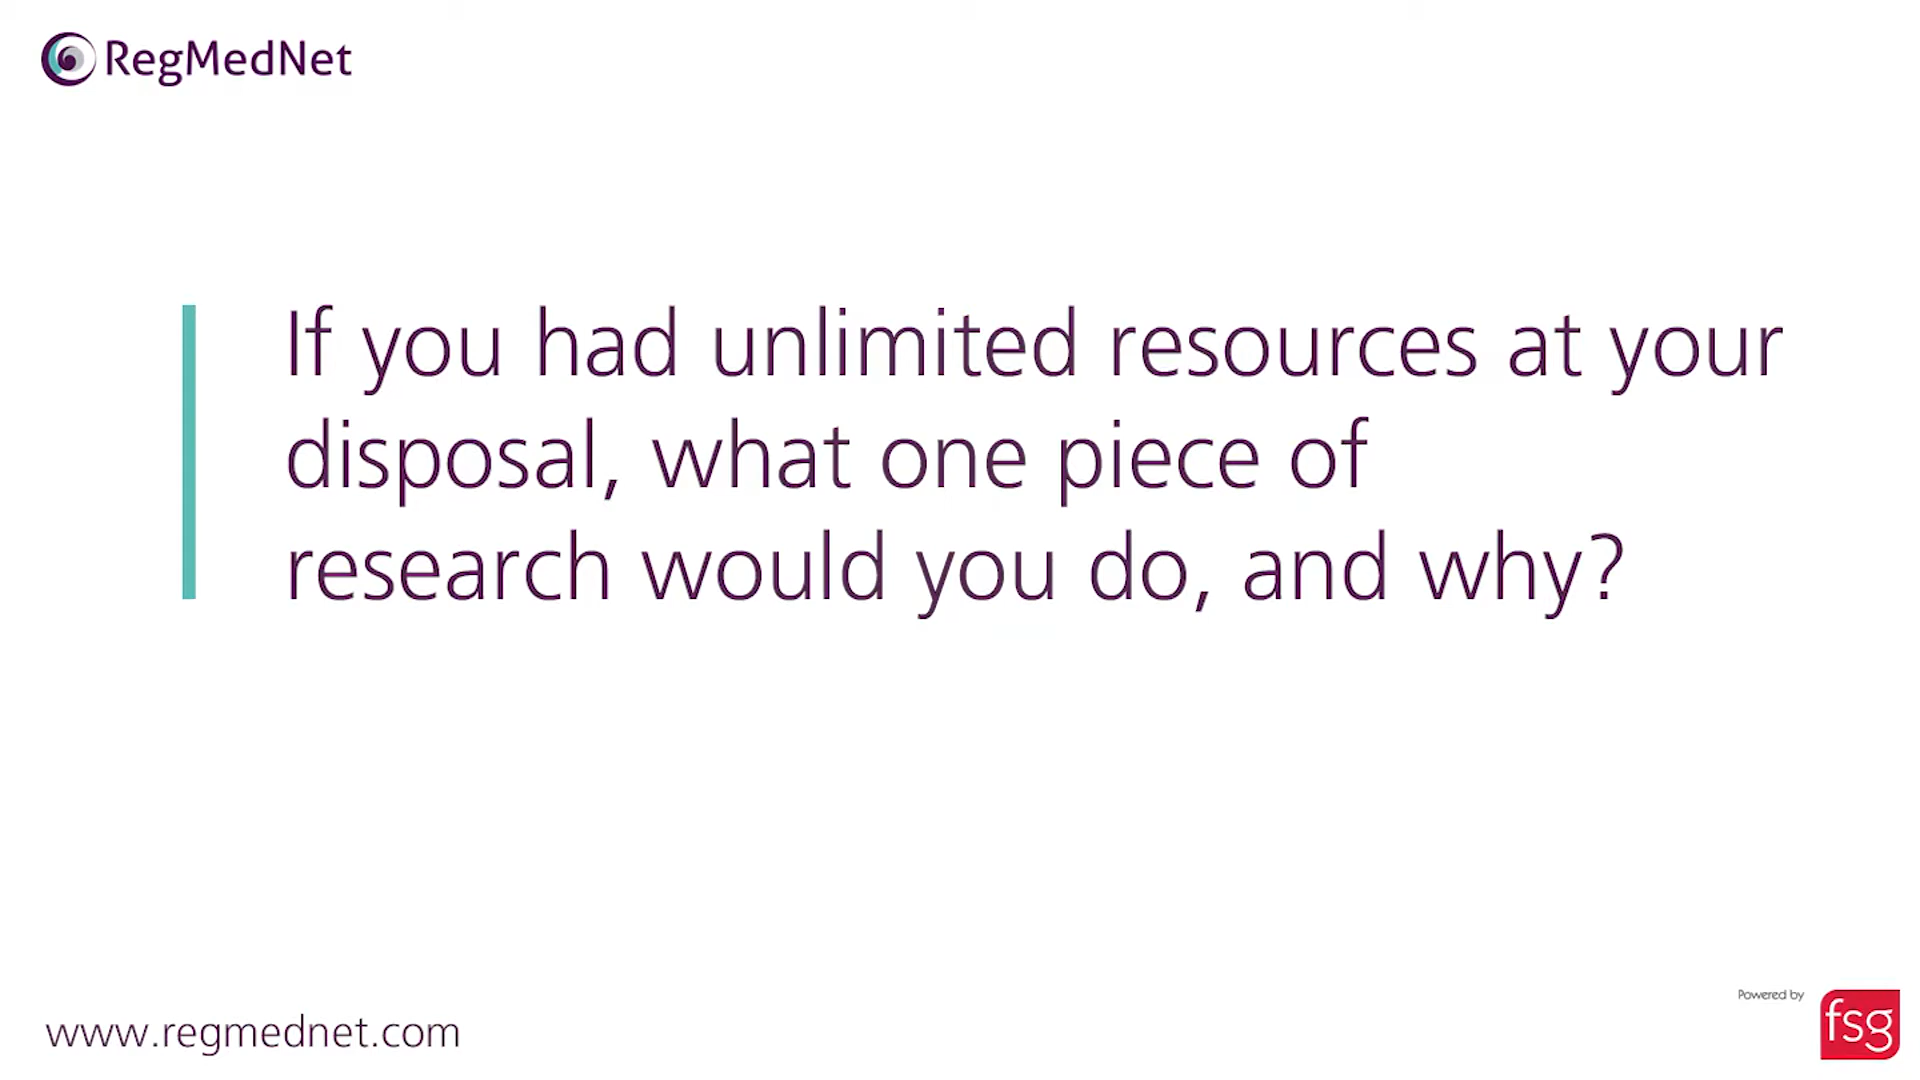 RegMedNet
If you had unlimited resources at your
disposal, what one piece of
research would you do, and why?
Powered by
fsg
www.regmednet.com